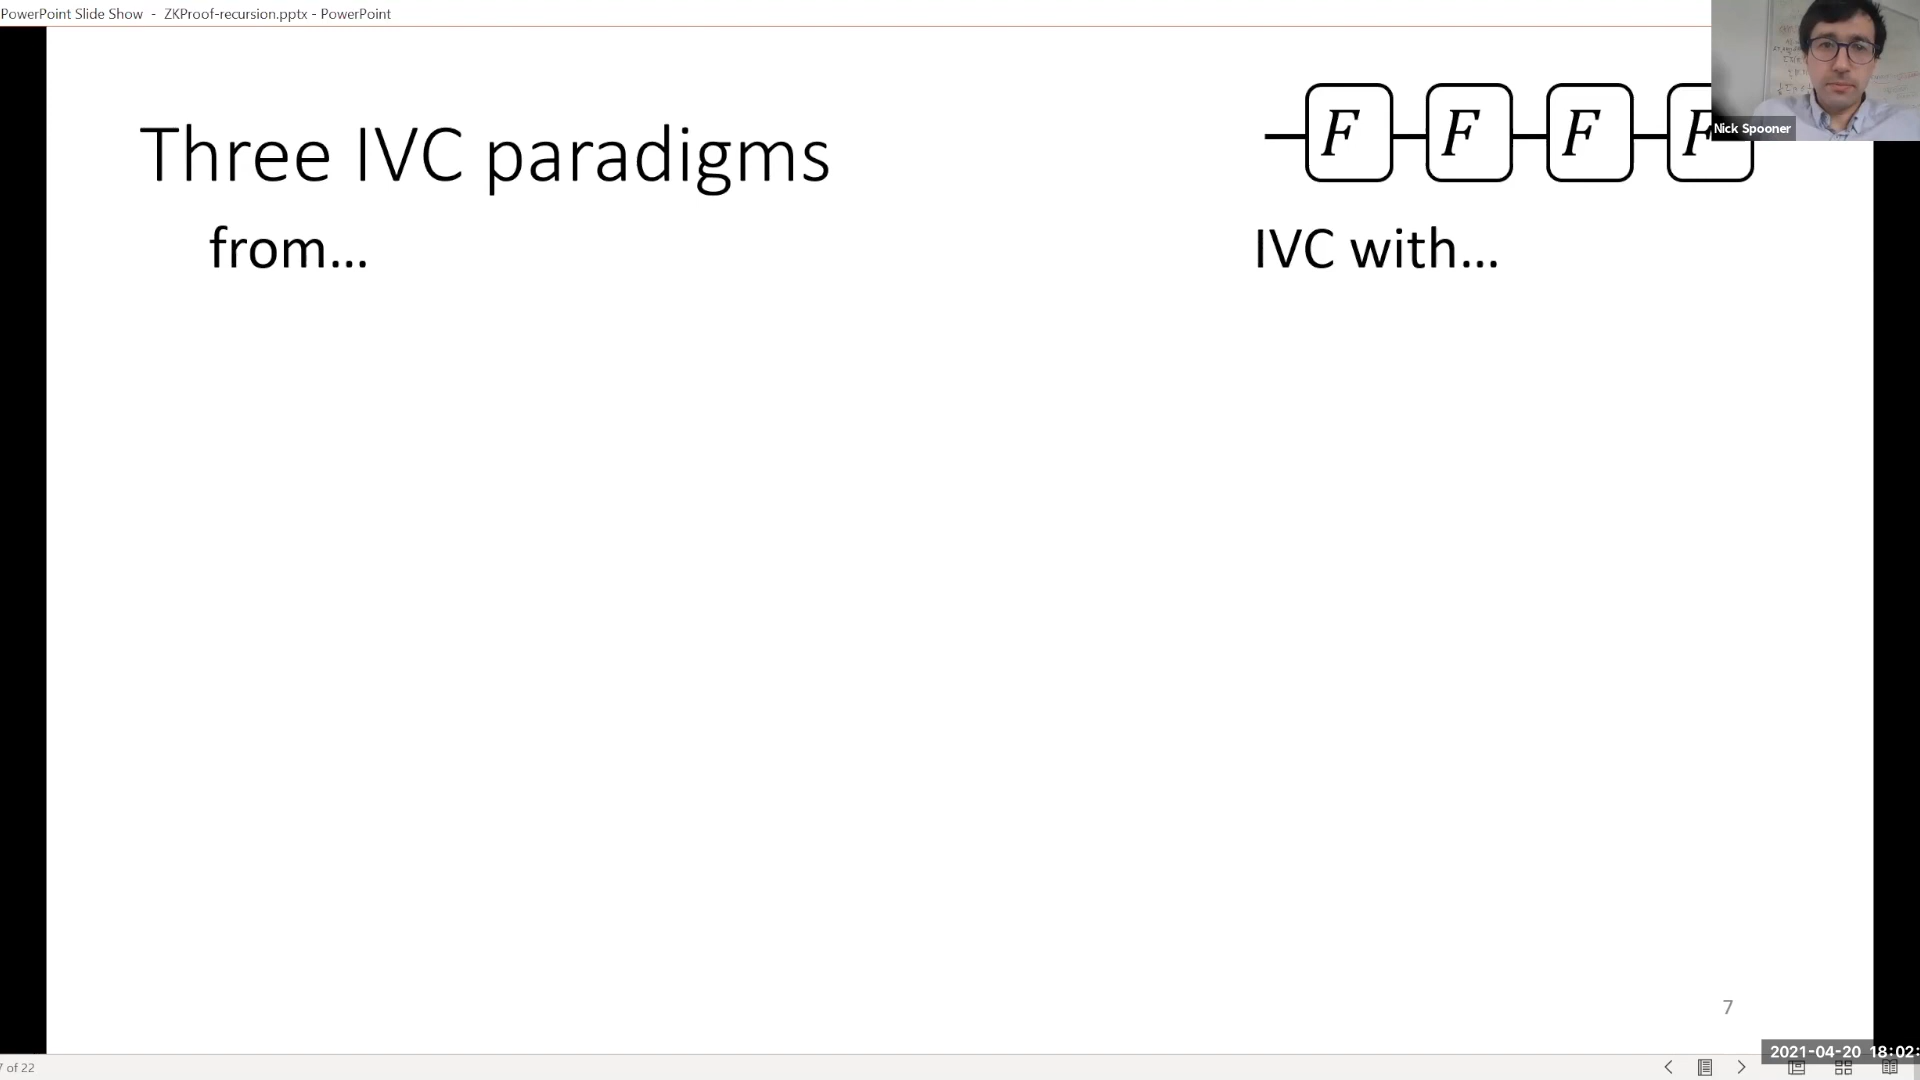 PowerPoint Slide Show - ZKProof-recursion.pptx - PowerPoint
Three IVC paradigms
F F F F
Nick Spooner
from...
IVC with...
7
2021-04-20 18:02:
7 of 22